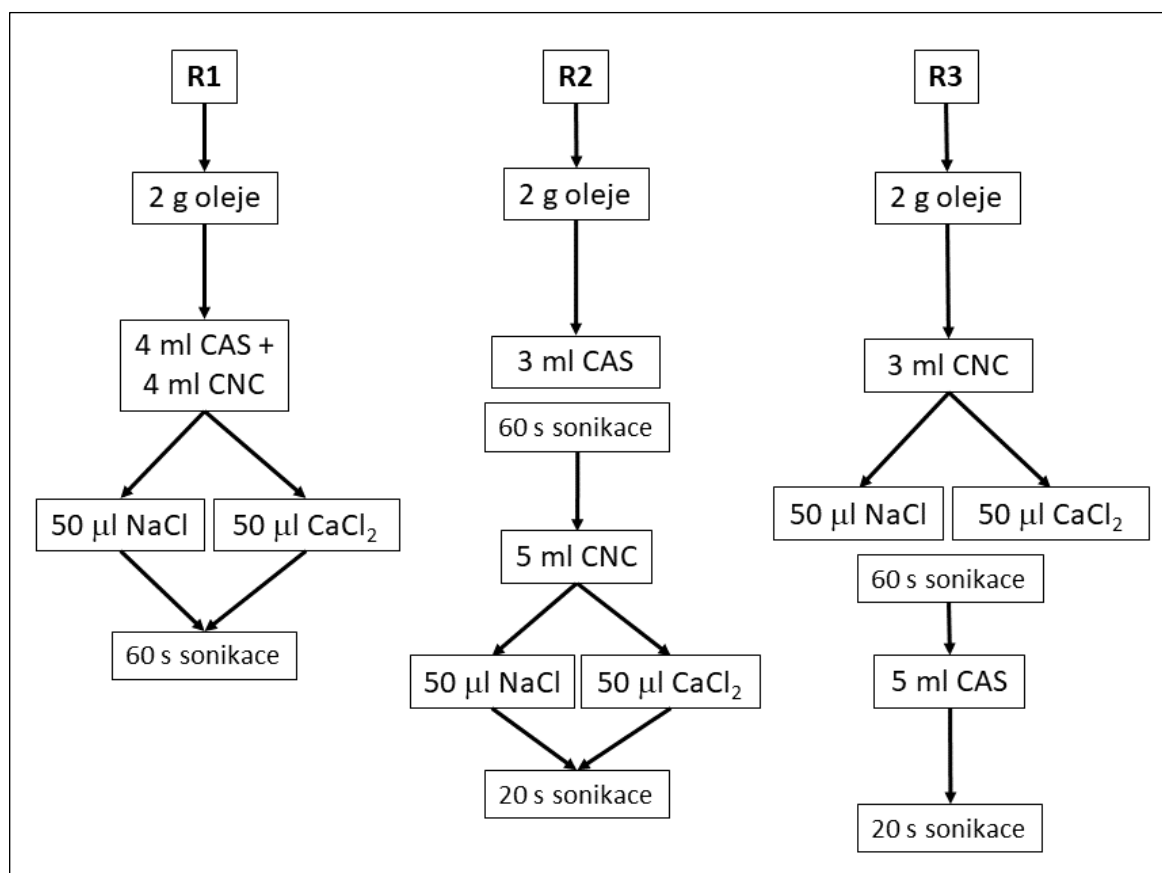 R1
2 g oleje
4 ml CAS +
4 ml CNC
50 μl NaCl
50 μl CaCl₂
60 s sonikace
R2
2 g oleje
3 ml CAS
60 s sonikace
5 ml CNC
50 μl NaCl
50 μl CaCl₂
20 s sonikace
R3
2 g oleje
3 ml CNC
50 μl NaCl
50 μl CaCl₂
60 s sonikace
5 ml CAS
20 s sonikace